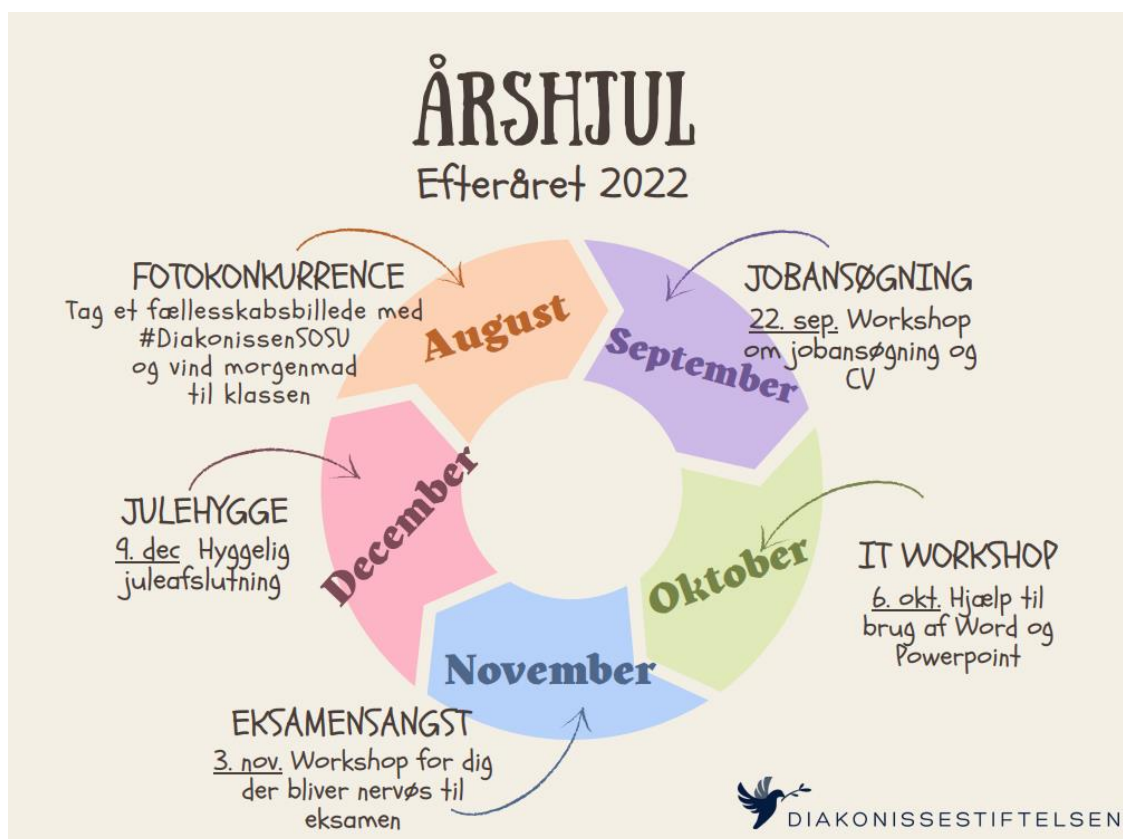 ÅRSHJUL
Efteråret 2022
FOTOKONKURRENCE
Tag et fællesskabsbillede med
#DiakonissenSOSU
og vind morgenmad
til klassen
August
September
JOBANSØGNING
22. sep. Workshop
om jobansøgning og
CV
December
JULEHYGGE
9. dec Hyggelig
juleafslutning
Oktober
IT WORKSHOP
6. okt. Hjælp til
brug af Word og
Powerpoint
November
EKSAMENSANGST
3. nov. Workshop for dig
der bliver nervøs til
eksamen
DIAKONISSESTIFTELSEN